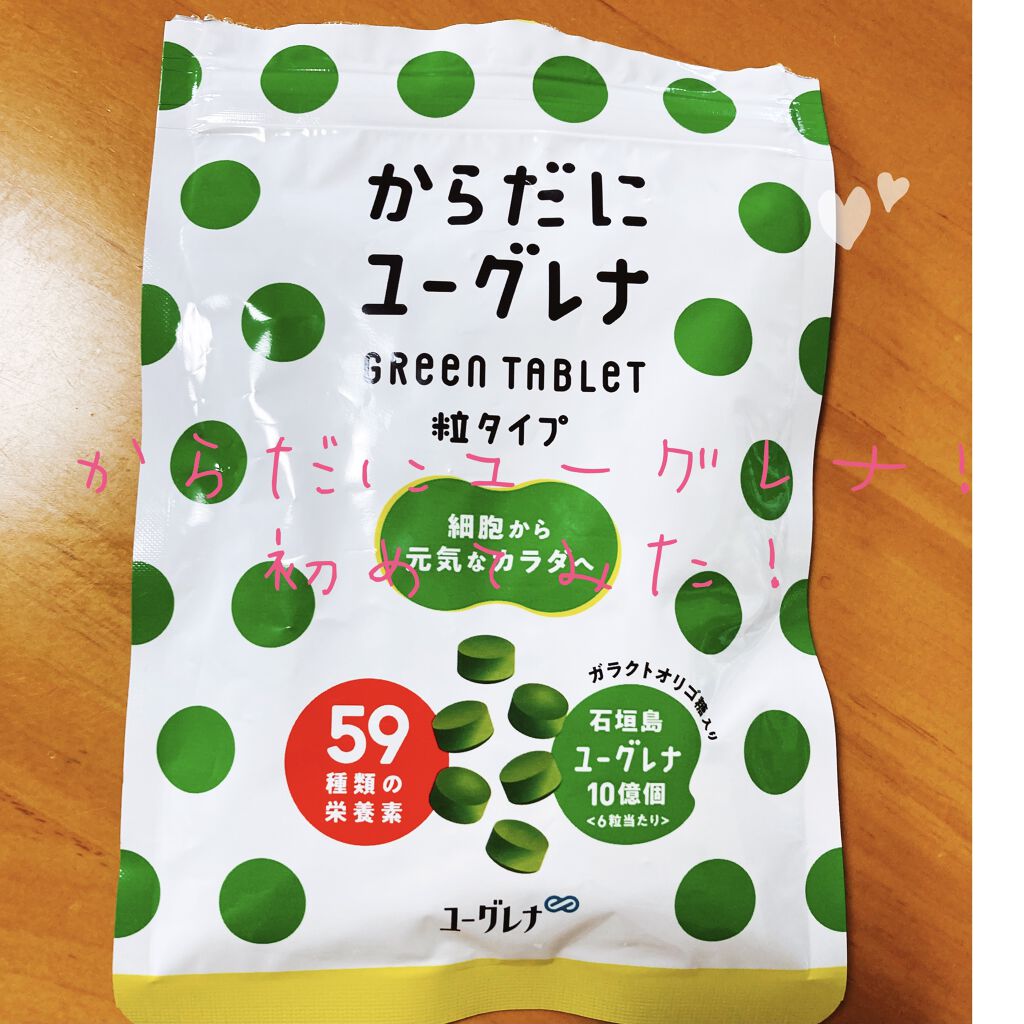 からだに
ユーグレナ
GReen TABLeT
粒タイプ
からだにユーグレナ！
細胞から
元気なカラダへ
初めてみた！
ガラクトオリゴ糖入り
59
種類の
栄養素
石垣島
ユーグレナ
10億個
<6粒当たり>
ユーグレナ